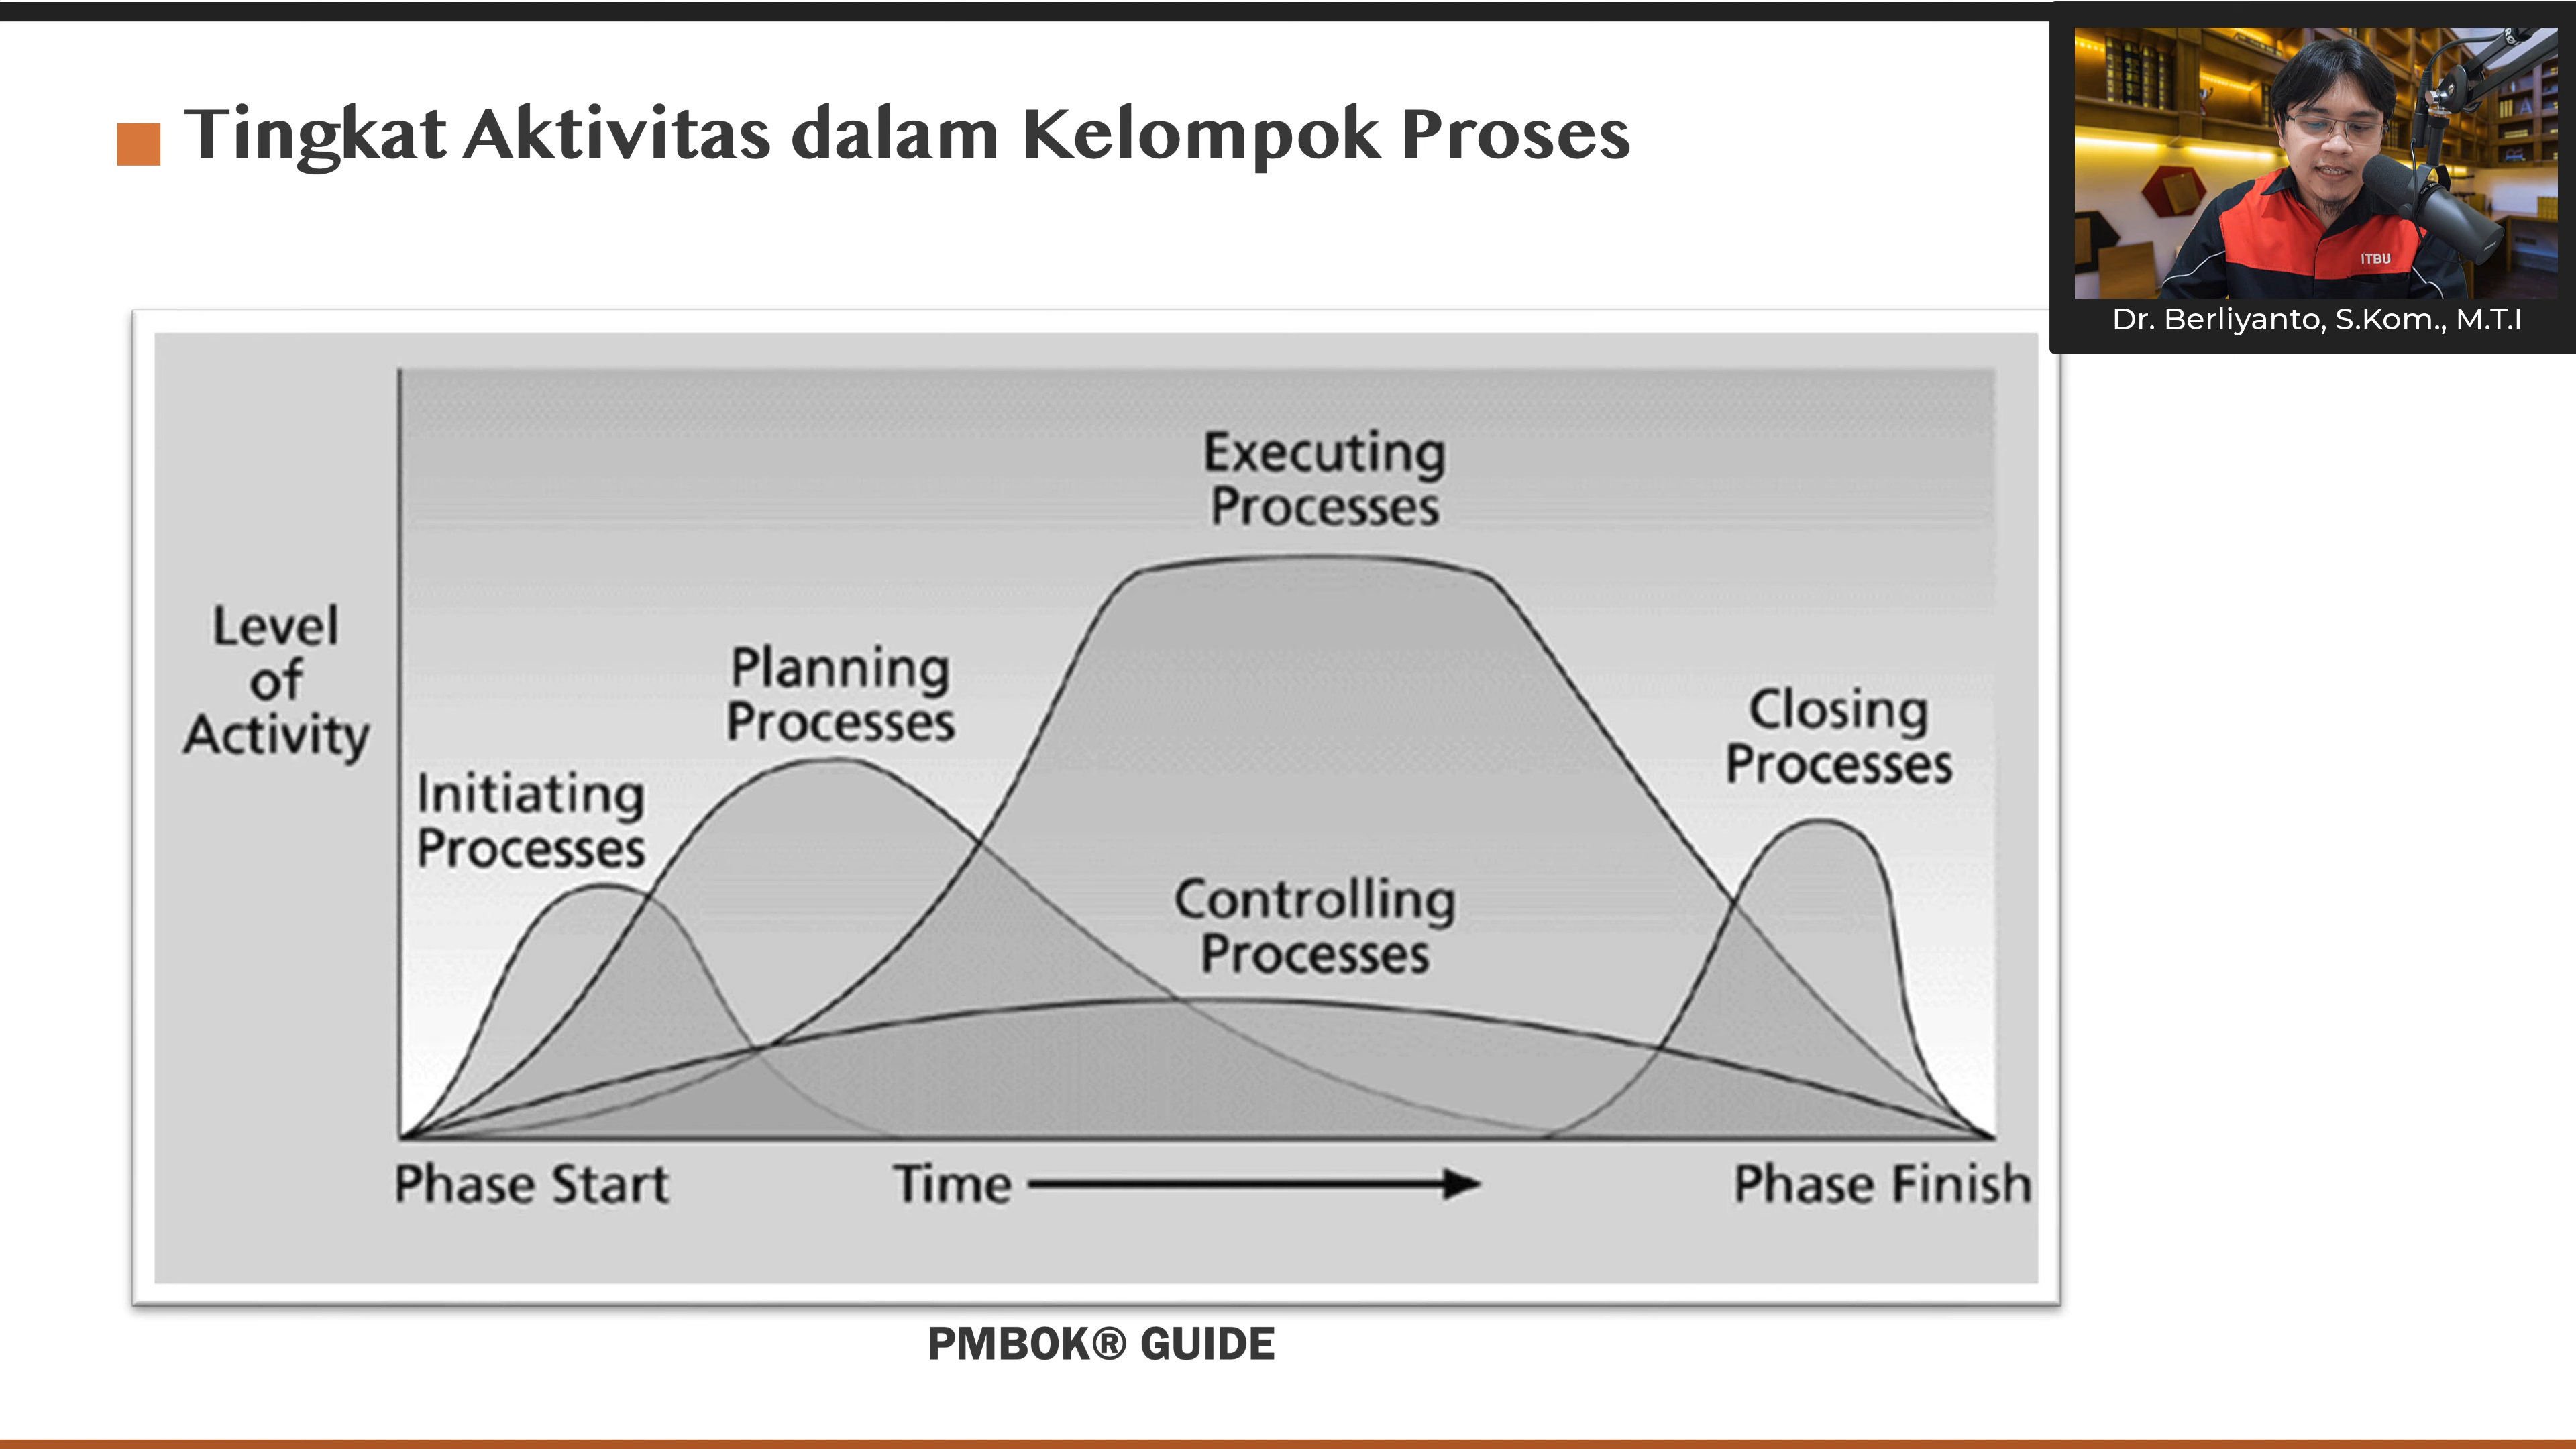 Tingkat Aktivitas dalam Kelompok Proses
ITBU
Dr. Berliyanto, S.Kom., M.T.I
Executing
Processes
Level
of
Activity
Planning
Processes
Closing
Processes
Initiating
Processes
Controlling
Processes
Phase Start
Time
Phase Finish
PMBOK® GUIDE